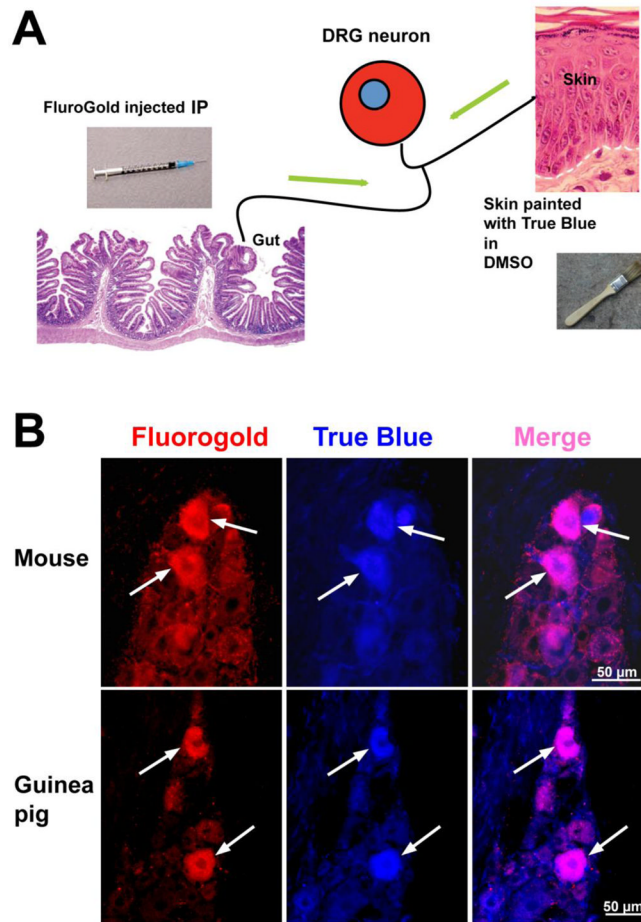 A
DRG neuron
FluroGold injected IP
Skin
Gut
Skin painted
with True Blue
in
DMSO
B
Fluorogold True Blue Merge
Mouse
50 µm
Guinea
pig
50 µm